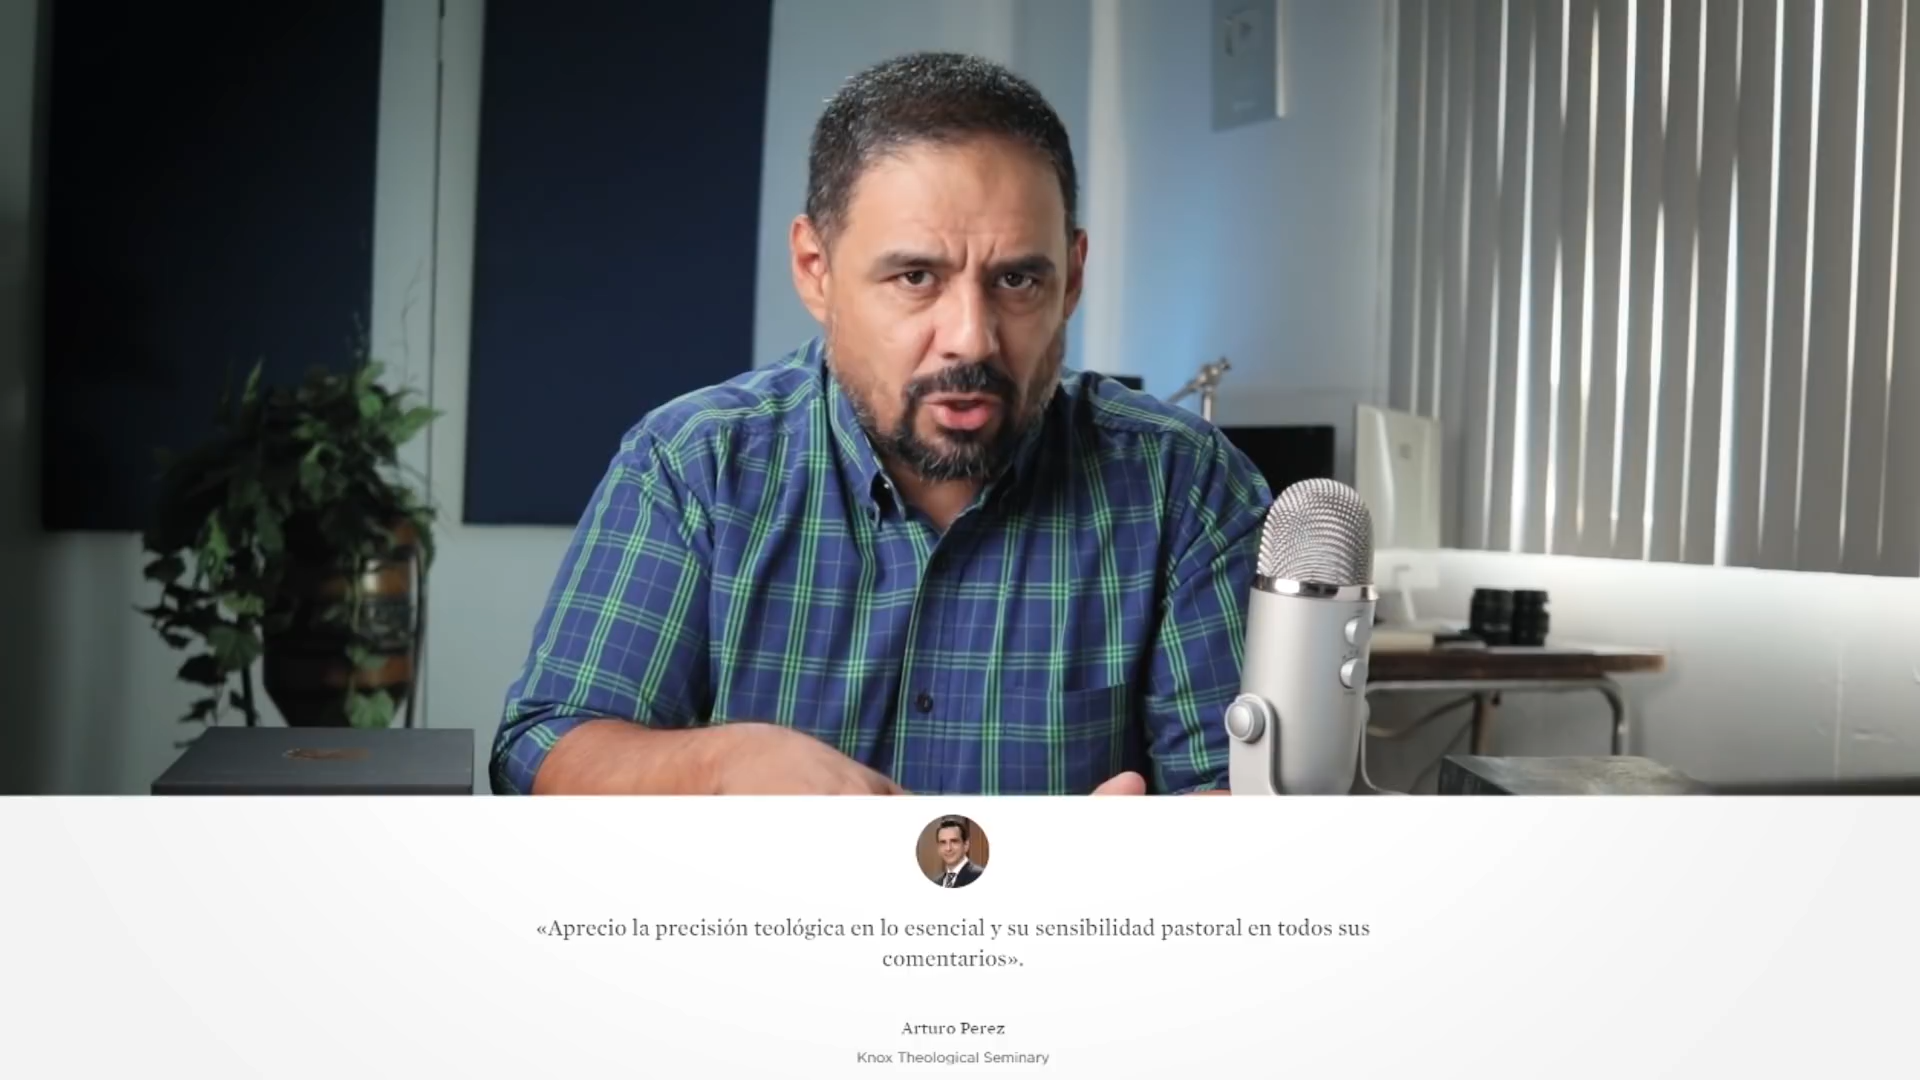 «Aprecio la precisión teológica en lo esencial y su sensibilidad pastoral en todos sus
comentarios».
Arturo Perez
Knox Theological Seminary